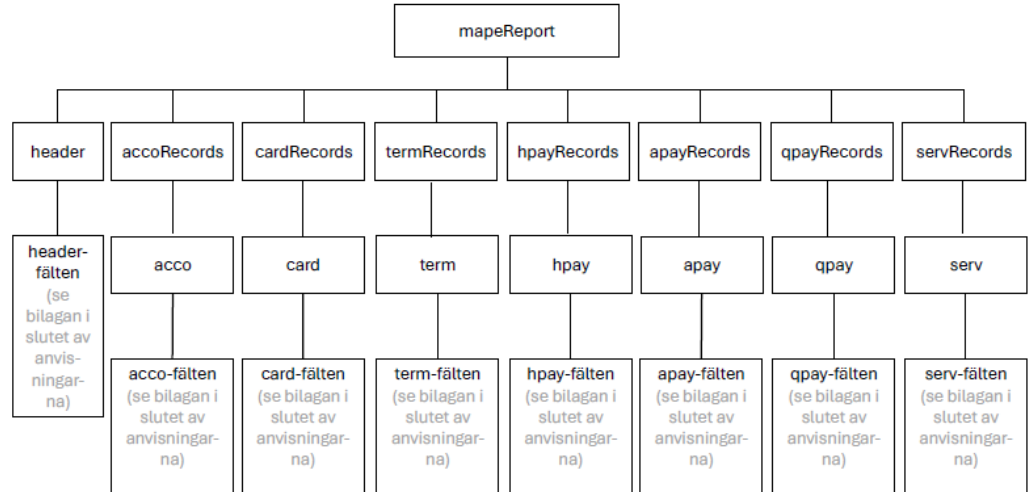 mapeReport
header
accoRecords
cardRecords
termRecords
hpayRecords
apayRecords
qpayRecords
servRecords
header-
fälten
(se
bilagan i
slutet av
anvis-
ningar-
na)
acco
card
term
hpay
apay
qpay
serv
acco-fälten
(se bilagan i
slutet av
anvisningar-
na)
card-fälten
(se bilagan i
slutet av
anvisningar-
na)
term-fälten
(se bilagan i
slutet av
anvisningar-
na)
hpay-fälten
(se bilagan i
slutet av
anvisningar-
na)
apay-fälten
(se bilagan i
slutet av
anvisningar-
na)
qpay-fälten
(se bilagan i
slutet av
anvisningar-
na)
serv-fälten
(se bilagan i
slutet av
anvisningar-
na)